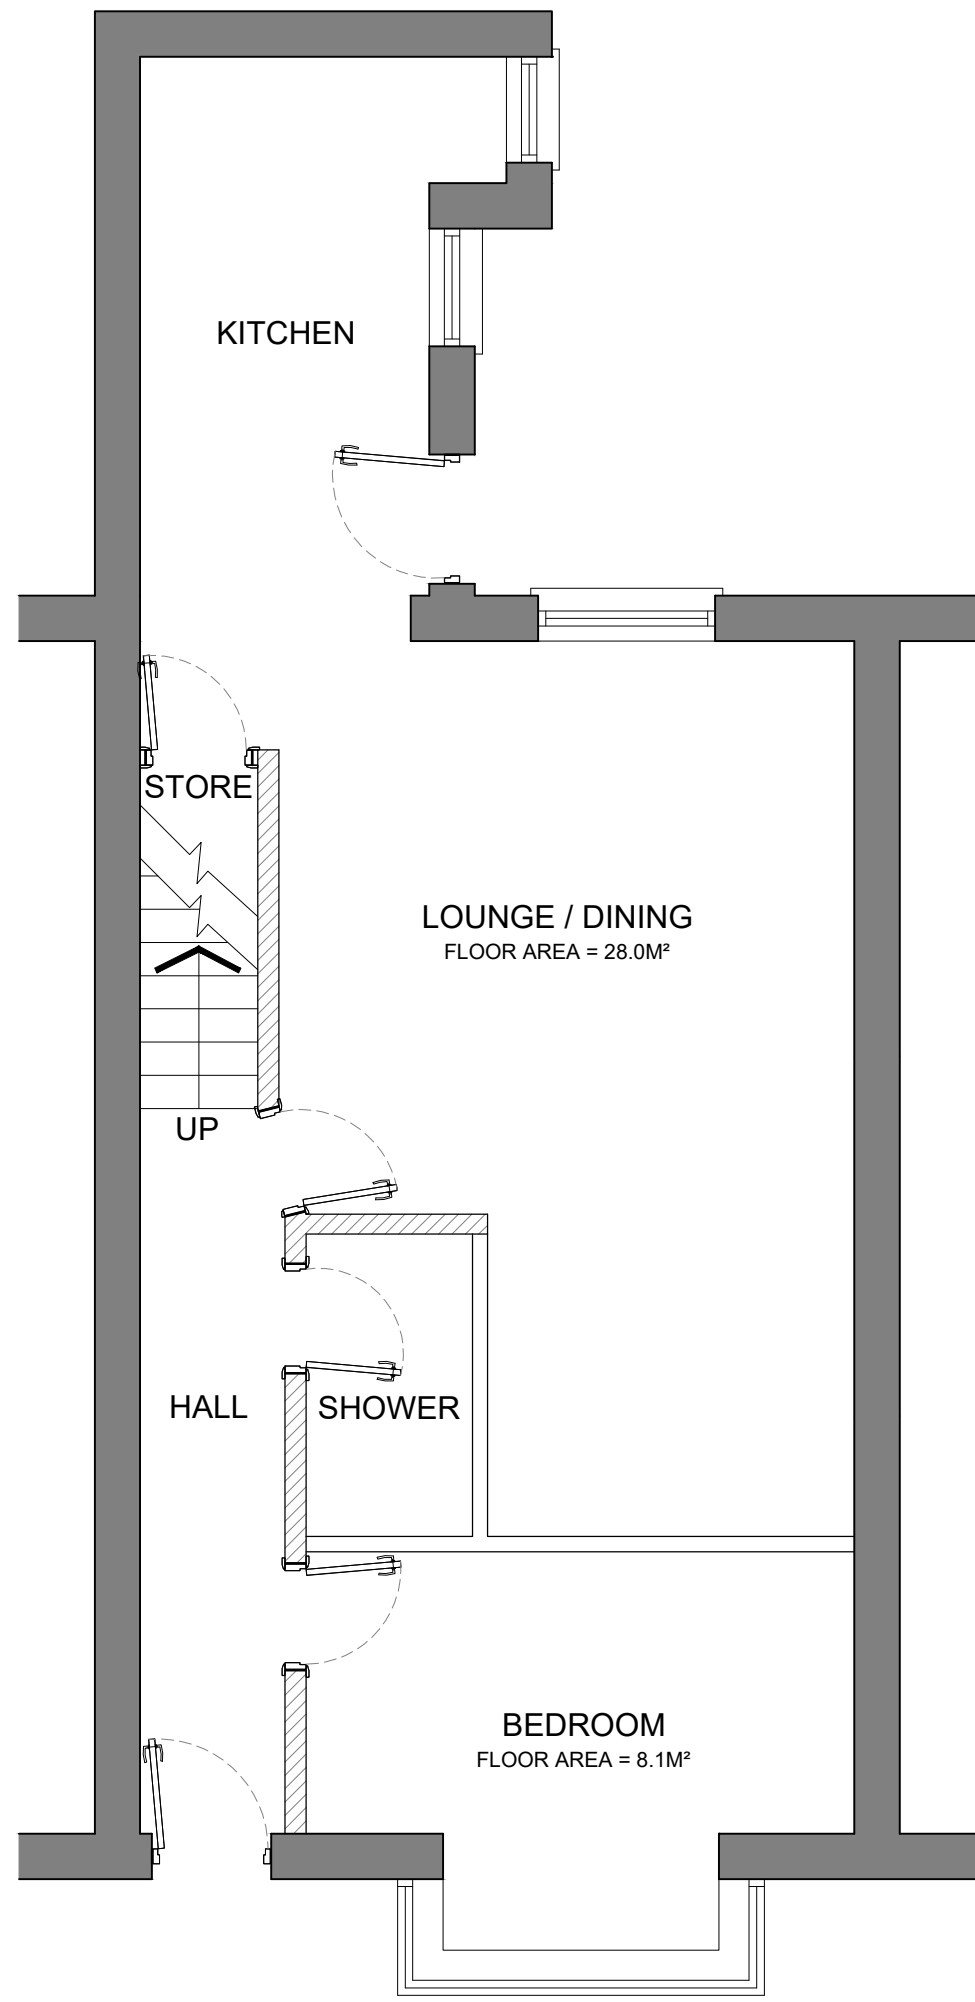 KITCHEN
STORE
LOUNGE / DINING
FLOOR AREA = 28.0M²
UP
HALL
SHOWER
BEDROOM
FLOOR AREA = 8.1M²